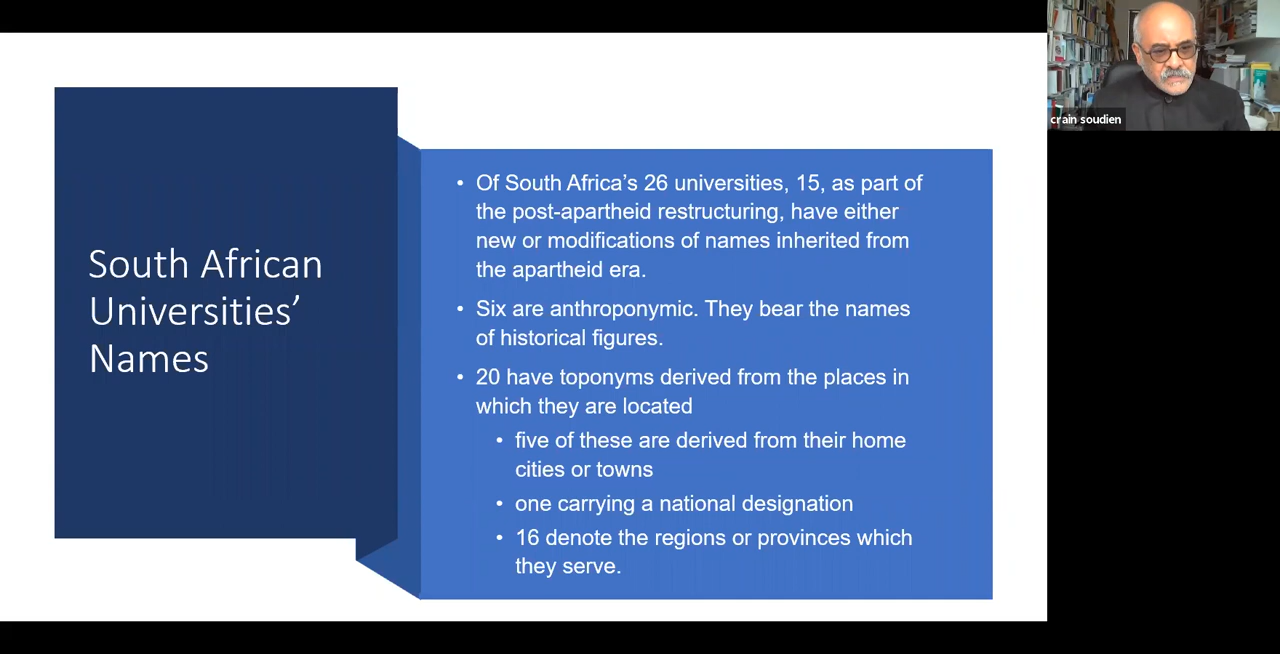 South African
Universities’
Names
• Of South Africa’s 26 universities, 15, as part of
the post-apartheid restructuring, have either
new or modifications of names inherited from
the apartheid era.
• Six are anthroponymic. They bear the names
of historical figures.
• 20 have toponyms derived from the places in
which they are located
• five of these are derived from their home
cities or towns
• one carrying a national designation
• 16 denote the regions or provinces which
they serve.
crain soudien